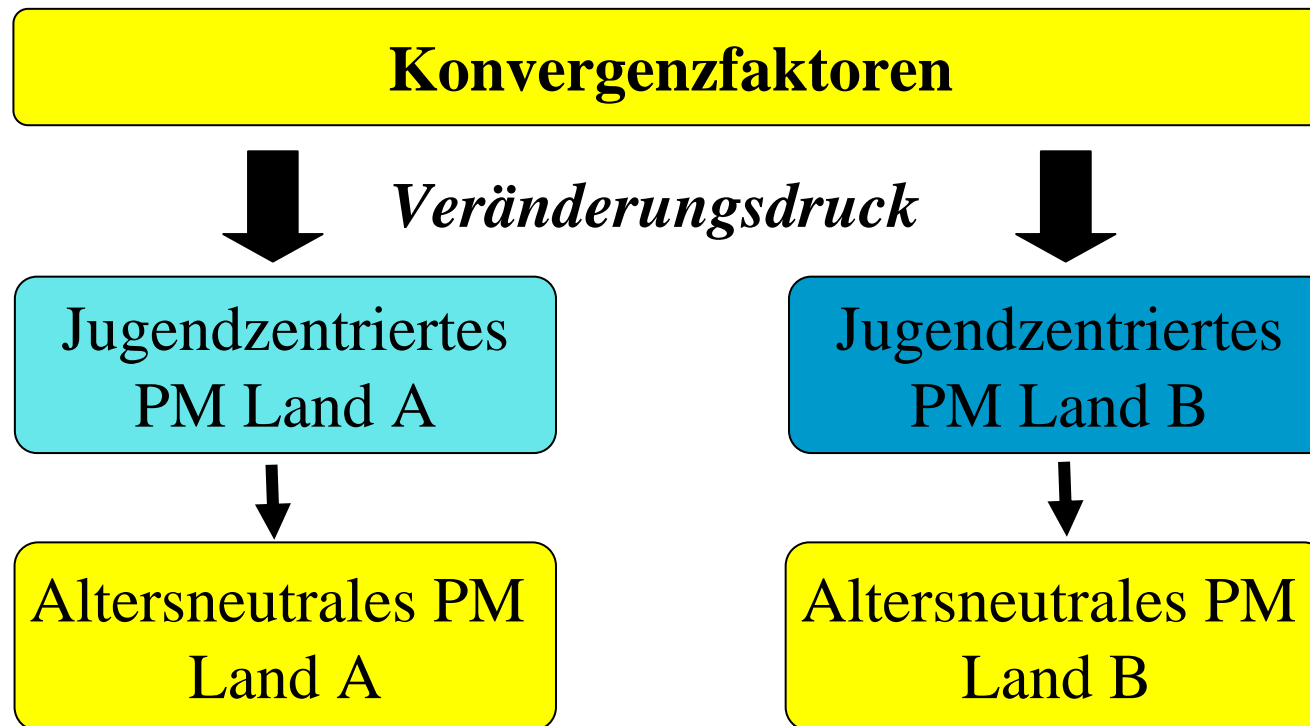 Konvergenzfaktoren
Veränderungsdruck
Jugendzentriertes
PM Land A
Jugendzentriertes
PM Land B
Altersneutrales PM
Land A
Altersneutrales PM
Land B